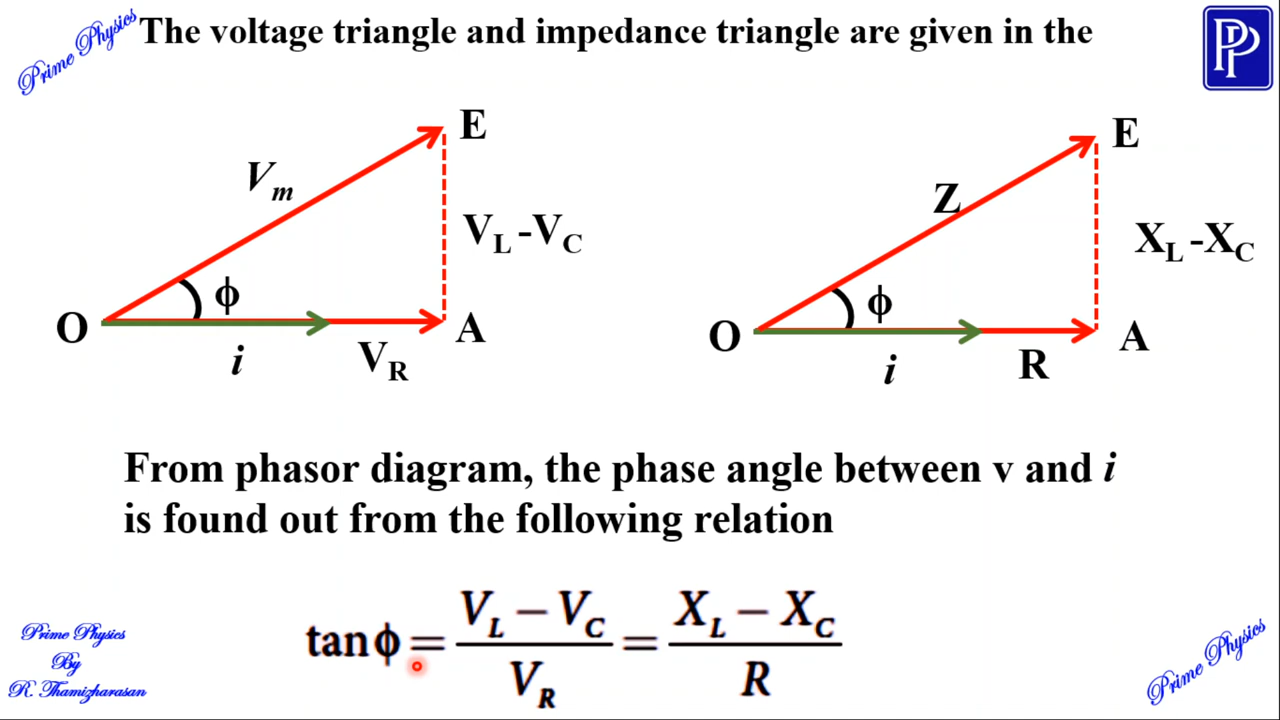 Prime Physics
The voltage triangle and impedance triangle are given in the
PP
E
V_m
V_L -V_C
ϕ
O
A
i
V_R
E
Z
X_L -X_C
ϕ
O
A
i
R
From phasor diagram, the phase angle between v and i
is found out from the following relation
tan ϕ = (V_L − V_C) / V_R = (X_L − X_C) / R
Prime Physics
By
R. Thamizharasan
Prime Physics